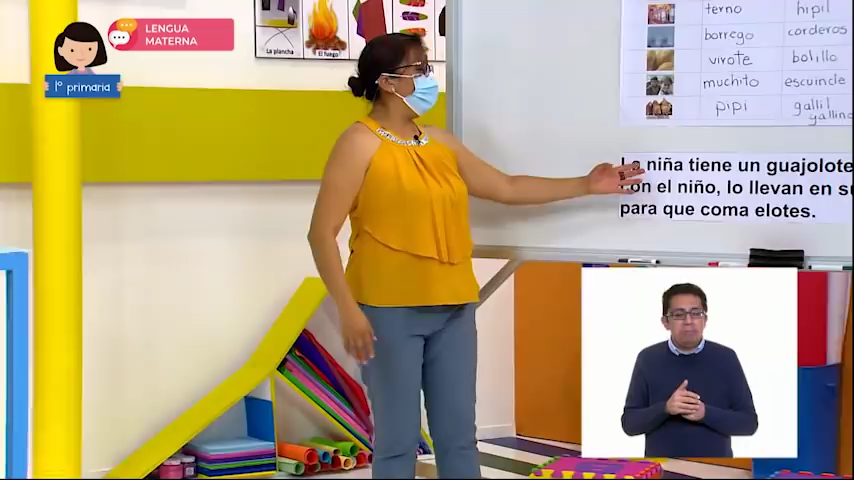 LENGUA
MATERNA
1° primaria
La plancha
El fuego
terno hipil
borrego corderos
virote bolillo
muchito escuincle
pipi gallina
La niña tiene un guajolote
con el niño, lo llevan en su
para que come elotes.